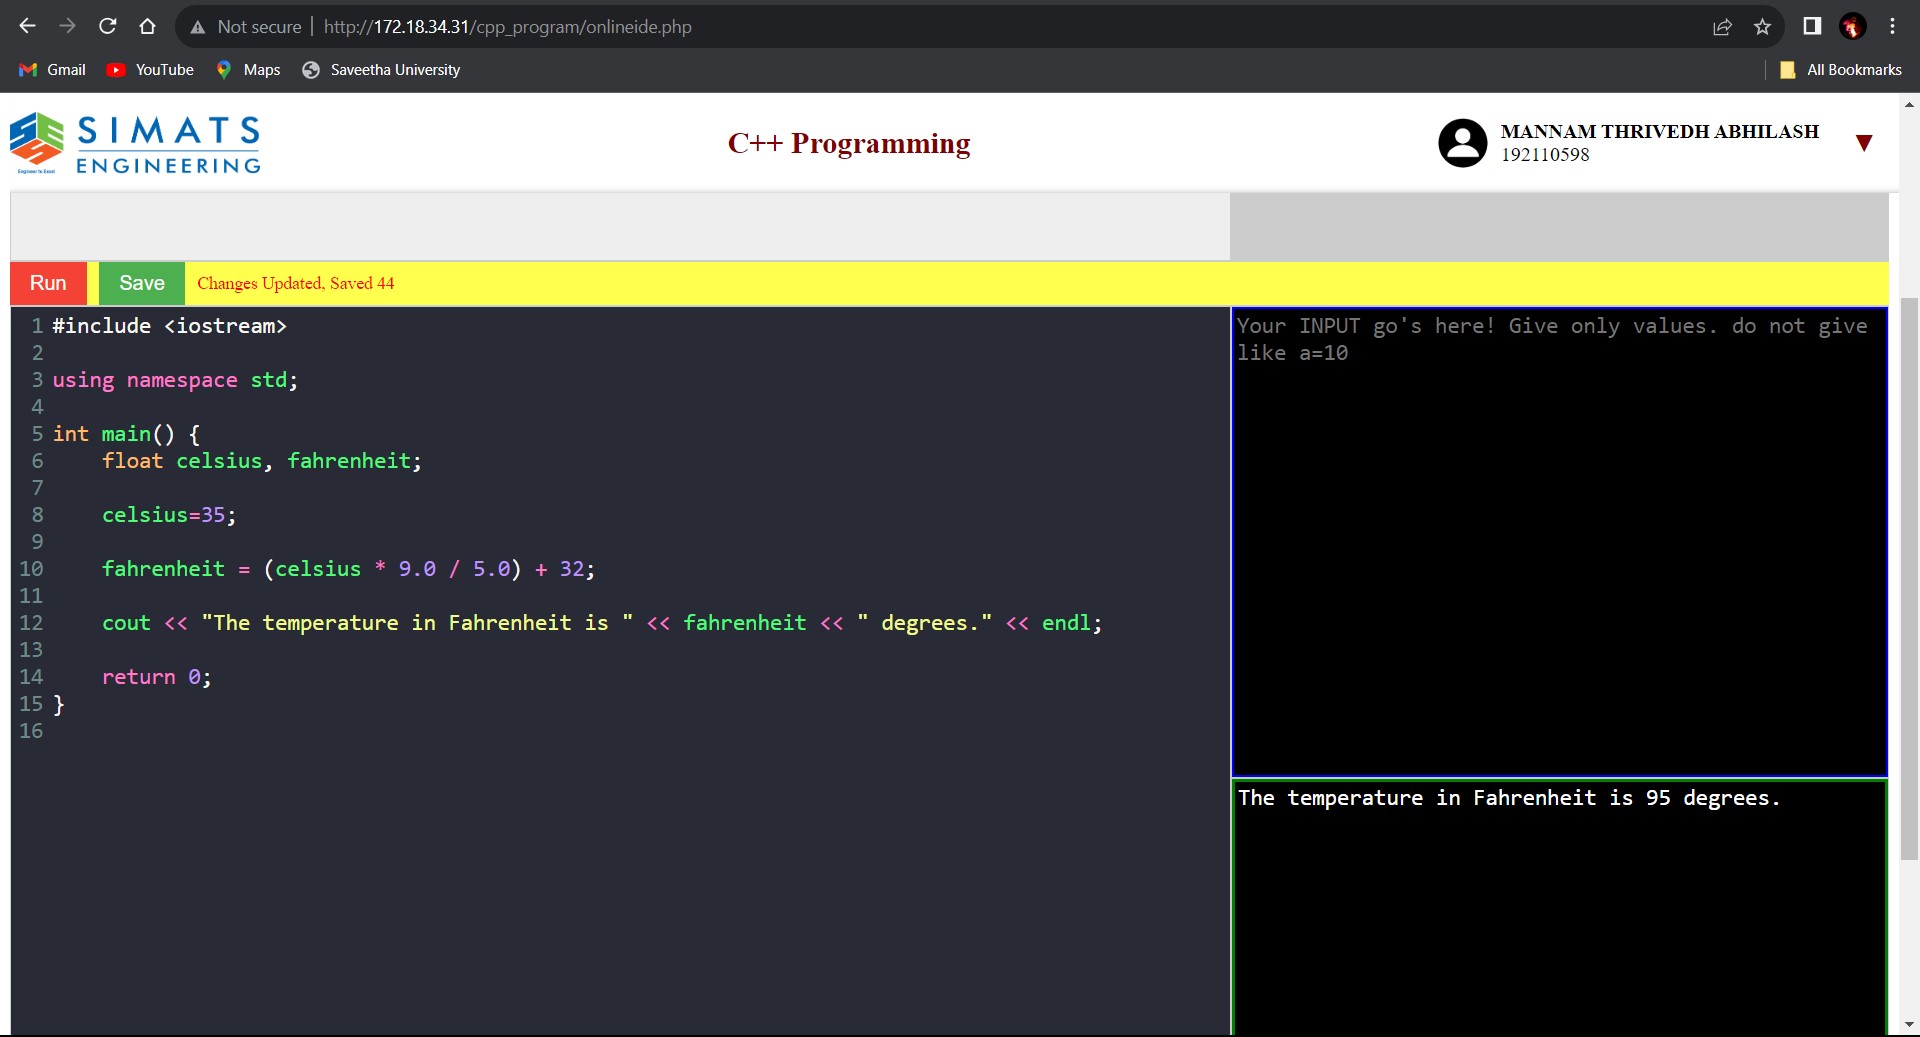 Not secure | http://172.18.34.31/cpp_program/onlineide.php
Gmail YouTube Maps Saveetha University All Bookmarks
SIMATS
ENGINEERING
Engineer to Excel
C++ Programming
MANNAM THRIVEDH ABHILASH
192110598
Run Save Changes Updated, Saved 44
1 #include <iostream>
2
3 using namespace std;
4
5 int main() {
6     float celsius, fahrenheit;
7
8     celsius=35;
9
10     fahrenheit = (celsius * 9.0 / 5.0) + 32;
11
12     cout << "The temperature in Fahrenheit is " << fahrenheit << " degrees." << endl;
13
14     return 0;
15 }
16
Your INPUT go's here! Give only values. do not give
like a=10
The temperature in Fahrenheit is 95 degrees.